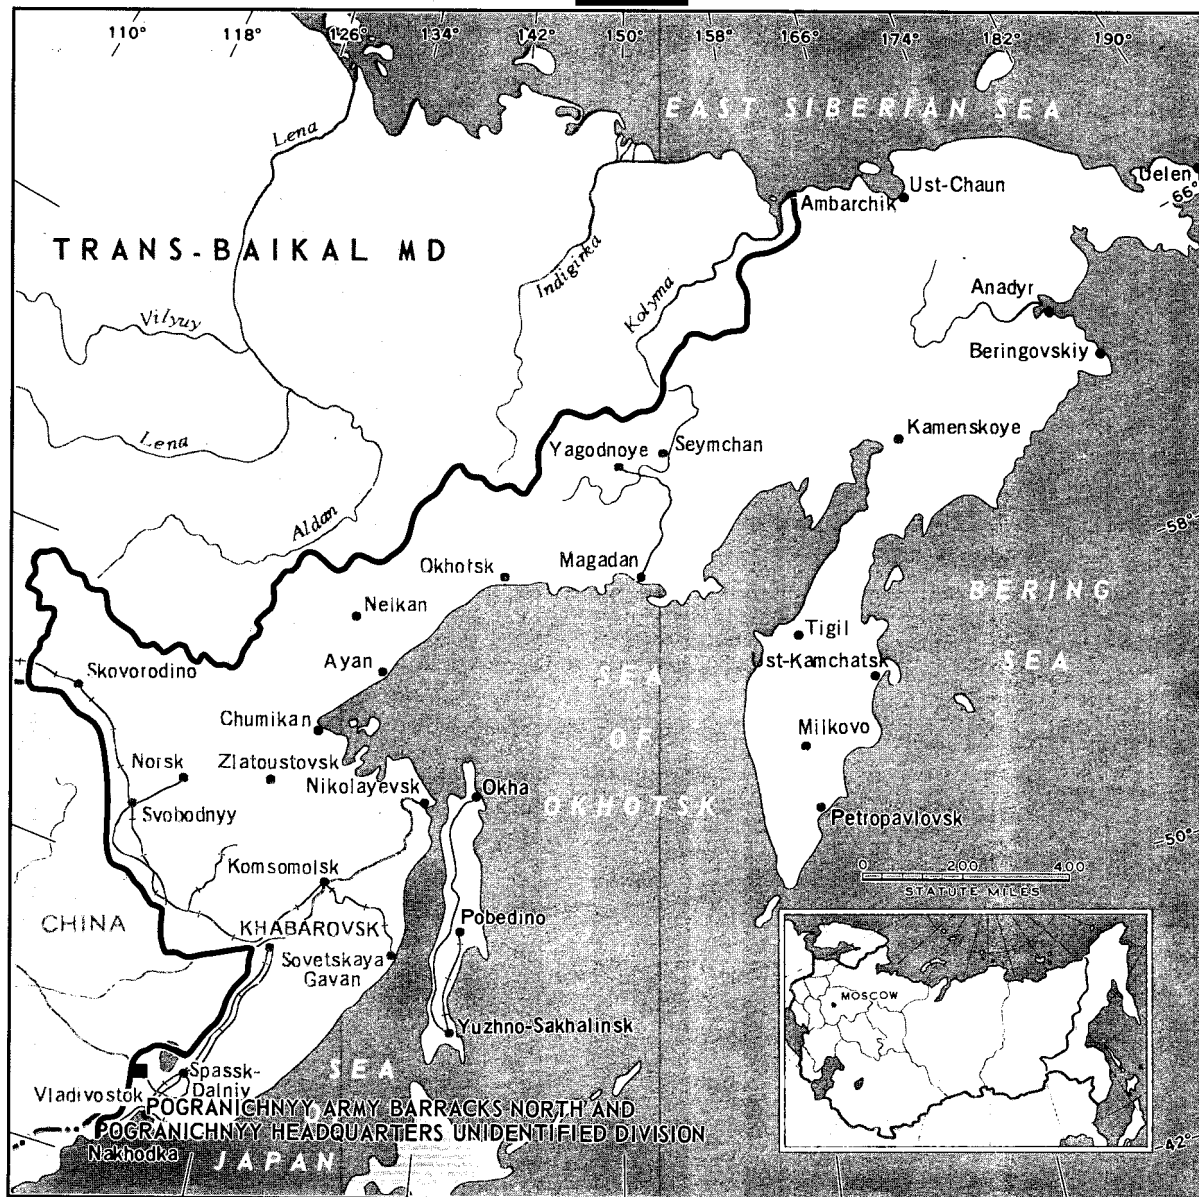 110° 118° 126° 134° 142° 150° 158° 166° 174° 182° 190°
EAST SIBERIAN SEA
Lena
Uelen
66°
Ust-Chaun
Ambarchik
TRANS-BAIKAL MD
Indigirka
Kolyma
Anadyr
Vilyuy
Beringovskiy
Kamenskoye
Lena
Yagodnoye
Seymchan
Aldan
58°
Okhotsk
Magadan
BERING
SEA
Nelkan
Tigil
Ayan
SEA
OF
OKHOTSK
Ust-Kamchatsk
Skovorodino
Chumikan
Milkovo
Norsk
Zlatoustovsk
Nikolayevsk
Okha
Svobodnyy
Petropavlovsk
50°
Komsomolsk
0 200 400
STATUTE MILES
CHINA
KHABAROVSK
Pobedino
Sovetskaya
Gavan
MOSCOW
Yuzhno-Sakhalinsk
SEA
Spassk-
Dalniy
Vladivostok
POGRANICHNYY ARMY BARRACKS NORTH AND
POGRANICHNYY HEADQUARTERS UNIDENTIFIED DIVISION
42°
Nakhodka
JAPAN